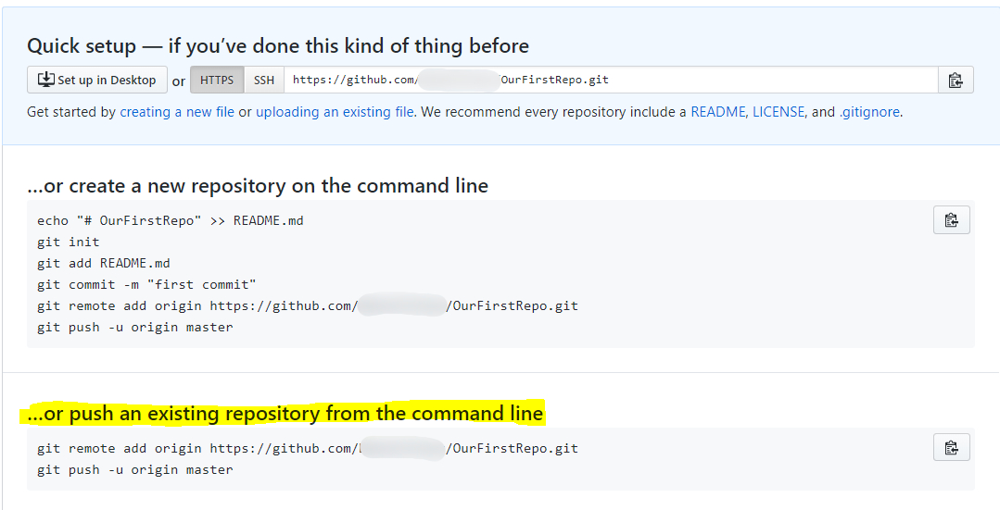 Quick setup — if you’ve done this kind of thing before
Set up in Desktop or HTTPS SSH https://github.com/ /OurFirstRepo.git
Get started by creating a new file or uploading an existing file. We recommend every repository include a README, LICENSE, and .gitignore.
…or create a new repository on the command line
echo "# OurFirstRepo" >> README.md
git init
git add README.md
git commit -m "first commit"
git remote add origin https://github.com/ /OurFirstRepo.git
git push -u origin master
…or push an existing repository from the command line
git remote add origin https://github.com/ /OurFirstRepo.git
git push -u origin master